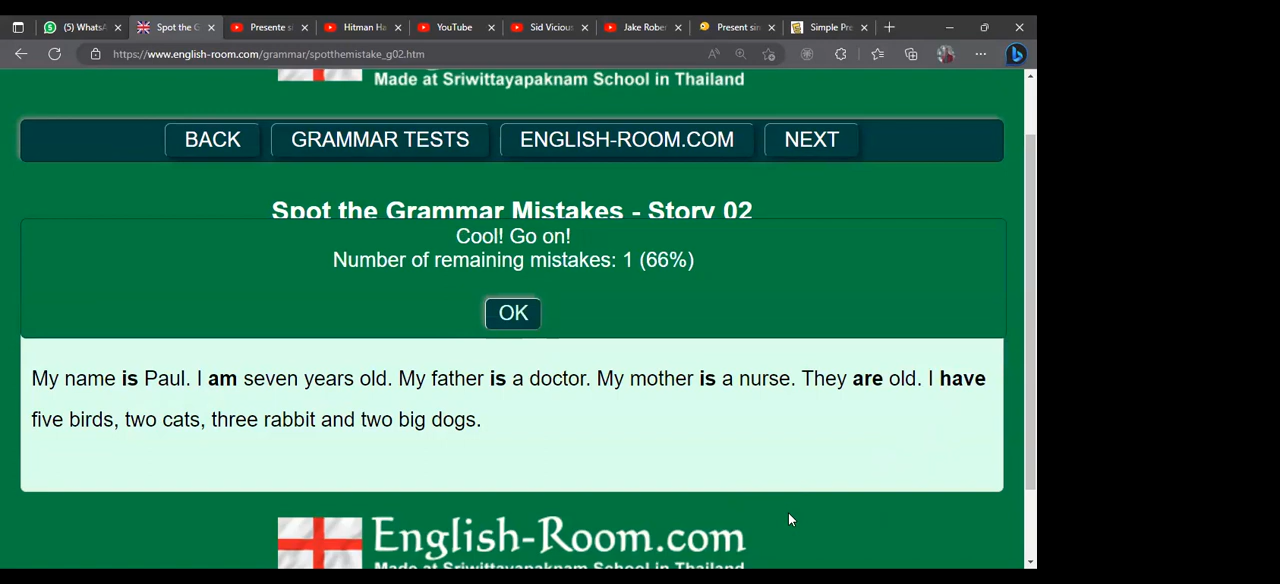 (5) WhatsA
Spot the G
Presente s
Hitman Ha
YouTube
Sid Viciou
Jake Rober
Present sin
Simple Pre
https://www.english-room.com/grammar/spotthemistake_g02.htm
Made at Sriwittayapaknam School in Thailand
BACK
GRAMMAR TESTS
ENGLISH-ROOM.COM
NEXT
Spot the Grammar Mistakes - Story 02
Cool! Go on!
Number of remaining mistakes: 1 (66%)
OK
My name is Paul. I am seven years old. My father is a doctor. My mother is a nurse. They are old. I have
five birds, two cats, three rabbit and two big dogs.
English-Room.com
Made at Sriwittayapaknam School in Thailand